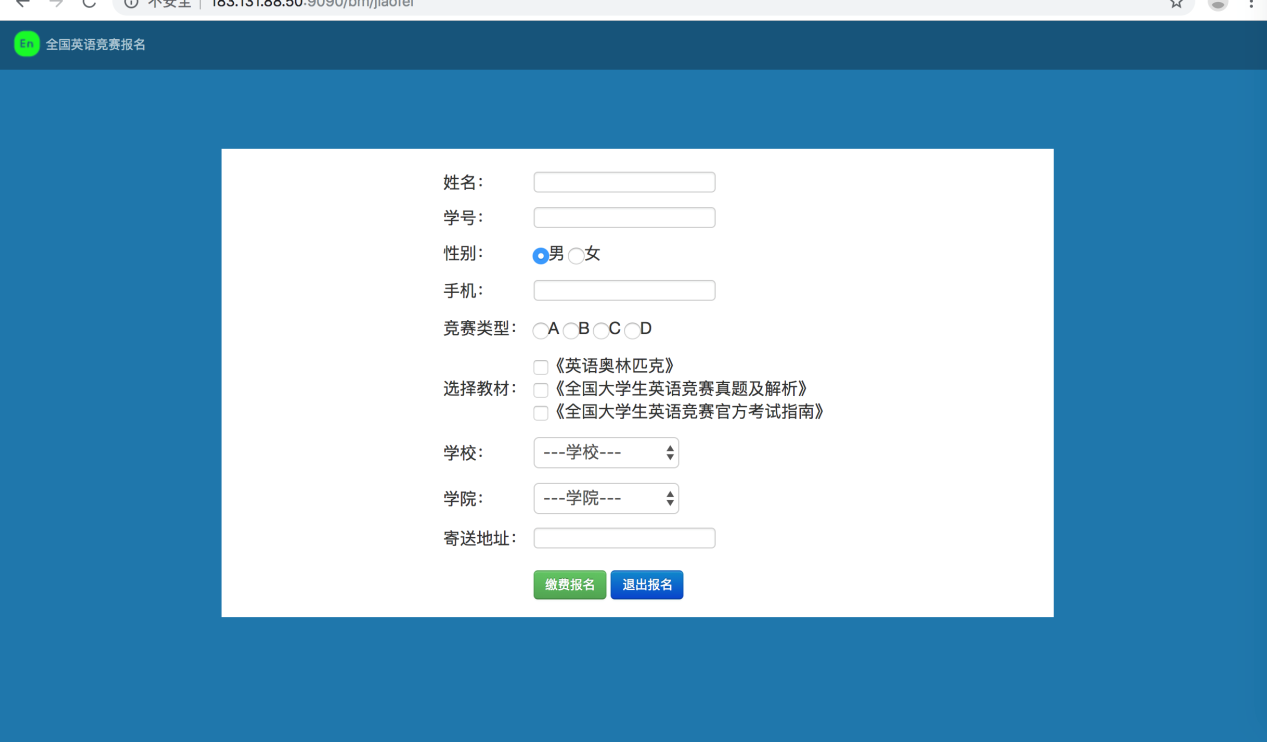 不安全 | 183.131.88.50:9090/bm/jiaofei
En 全国英语竞赛报名
姓名：
学号：
性别： 男 女
手机：
竞赛类型： A B C D
《英语奥林匹克》
选择教材： 《全国大学生英语竞赛真题及解析》
《全国大学生英语竞赛官方考试指南》
学校： ---学校---
学院： ---学院---
寄送地址：
缴费报名 退出报名